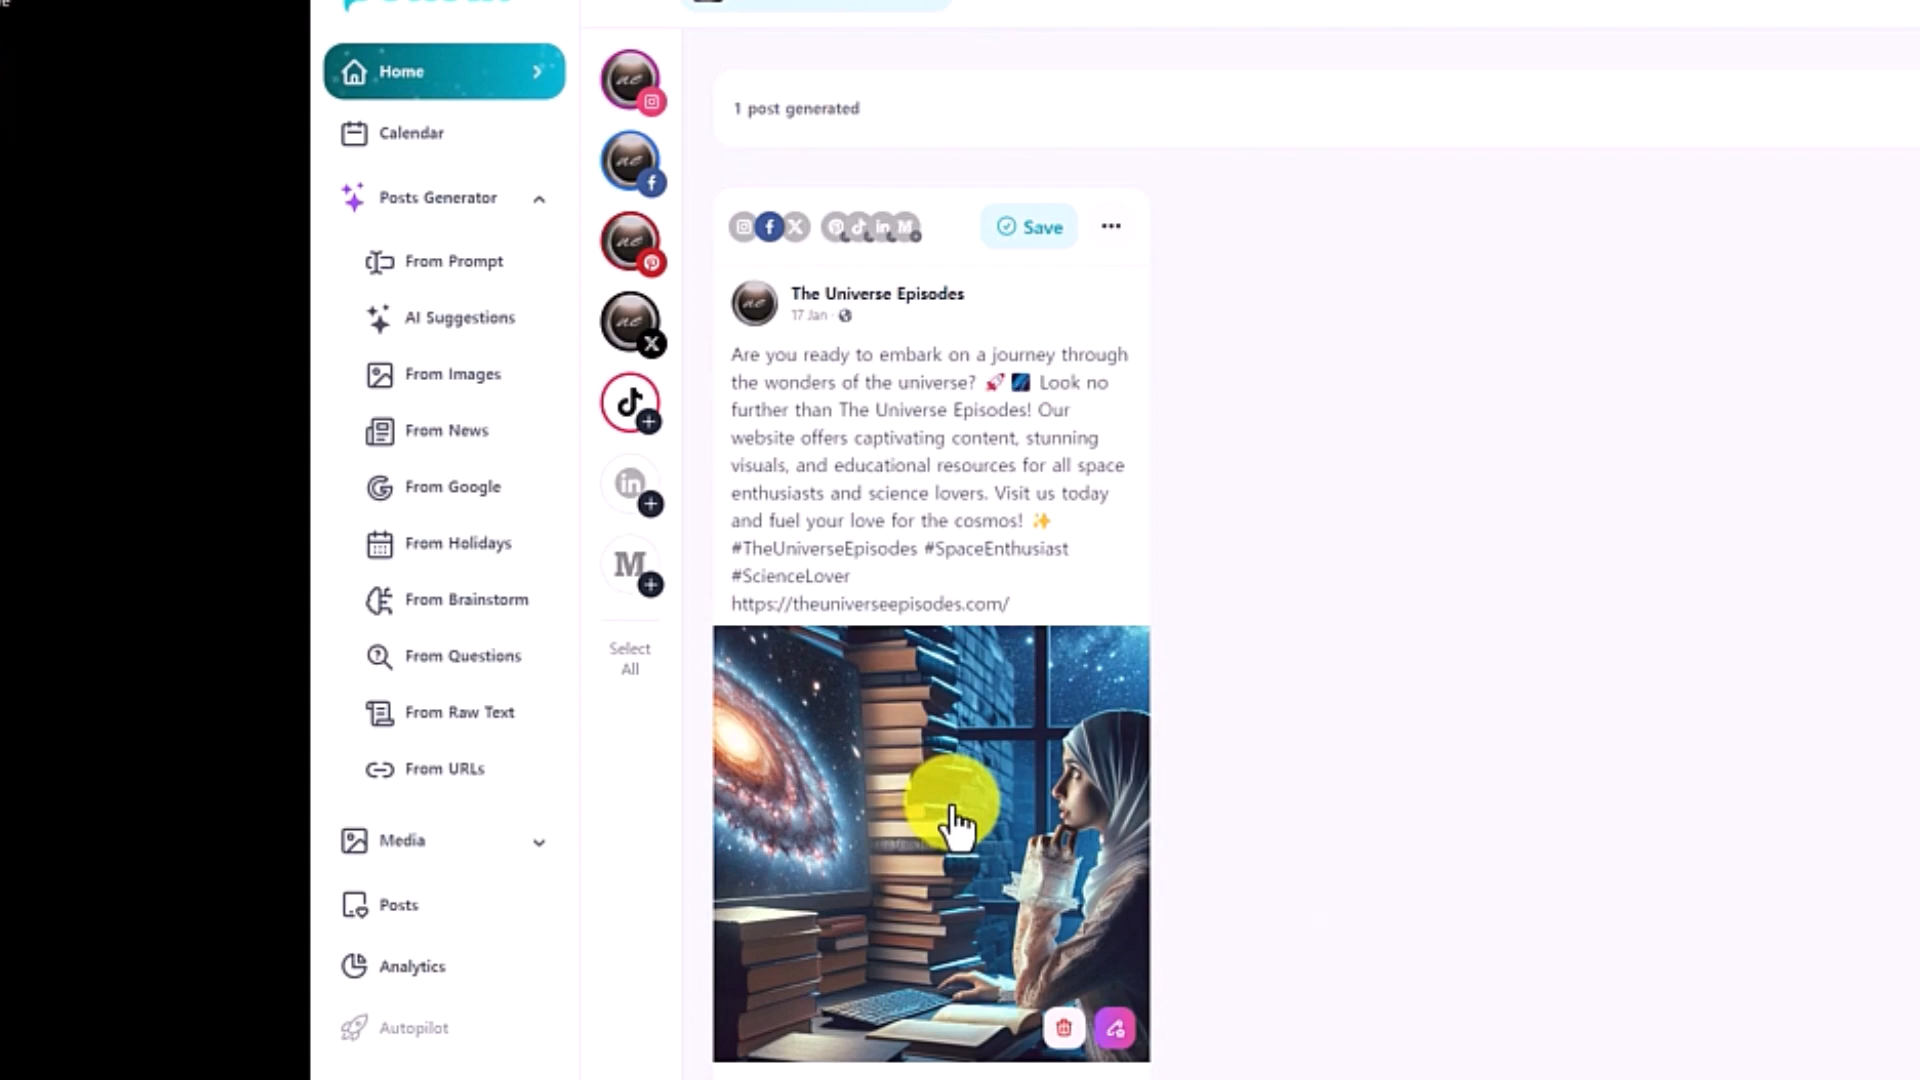 Home
Calendar
Posts Generator
From Prompt
AI Suggestions
From Images
From News
From Google
From Holidays
From Brainstorm
From Questions
From Raw Text
From URLs
Media
Posts
Analytics
Autopilot
Select
All
1 post generated
Save
The Universe Episodes
17 Jan ·
Are you ready to embark on a journey through
the wonders of the universe? 🚀 🌌 Look no
further than The Universe Episodes! Our
website offers captivating content, stunning
visuals, and educational resources for all space
enthusiasts and science lovers. Visit us today
and fuel your love for the cosmos! ✨
#TheUniverseEpisodes #SpaceEnthusiast
#ScienceLover
https://theuniverseepisodes.com/